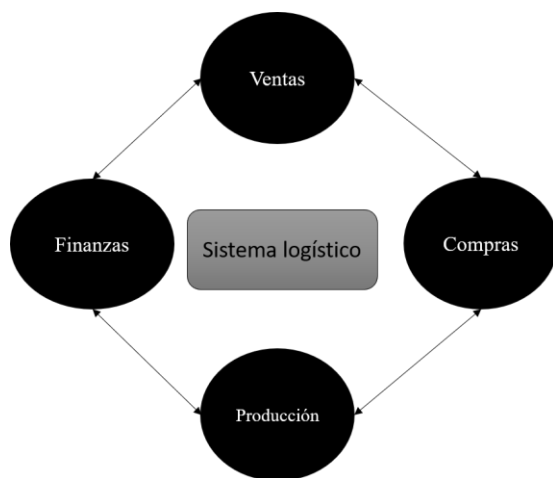 Ventas
Finanzas
Sistema logístico
Compras
Producción